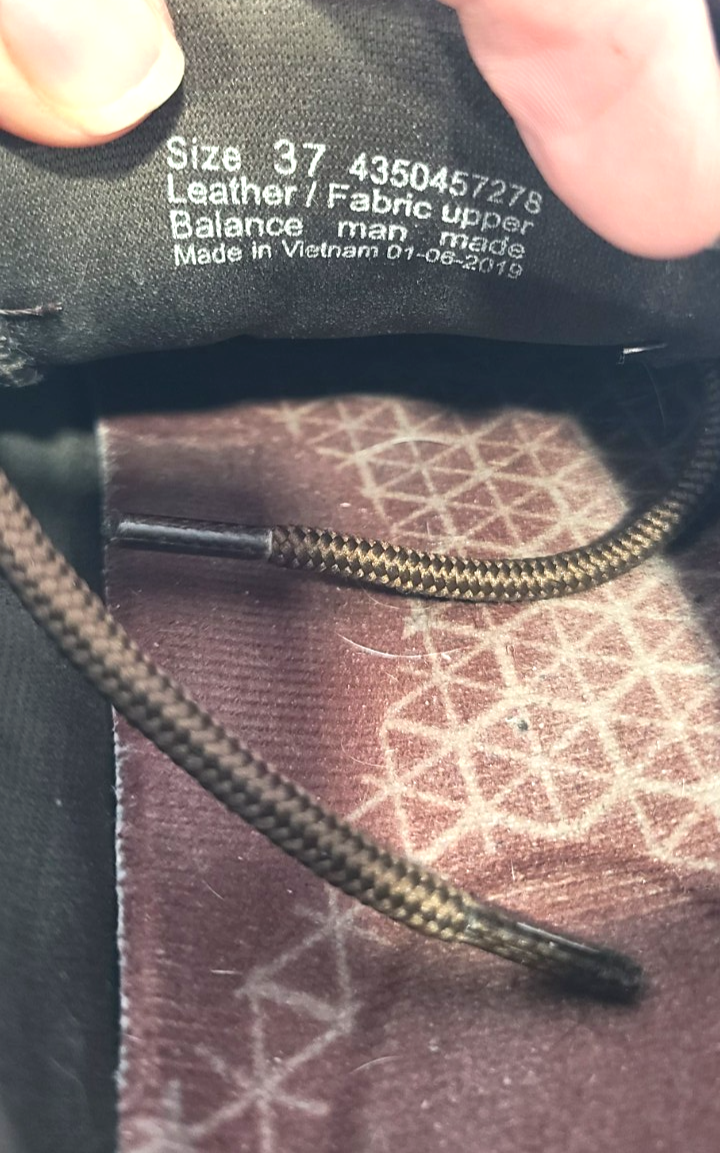 Size 37 4350457278
Leather / Fabric upper
Balance man made
Made in Vietnam 01-06-2019